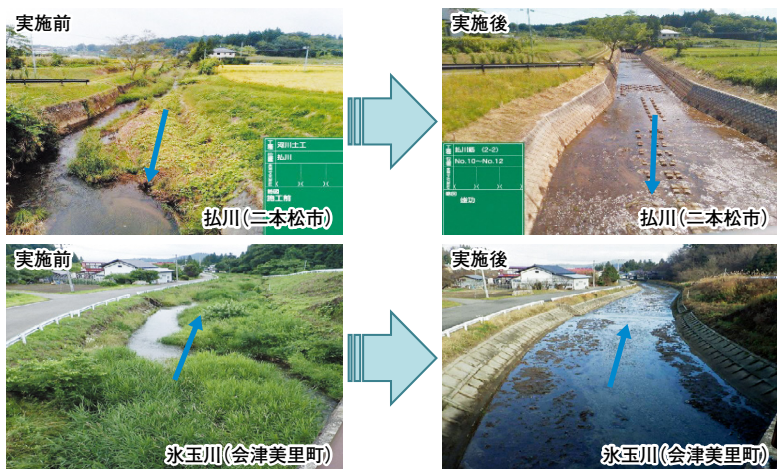 実施前
河川土工
払川
施工前
払川(二本松市)
実施後
払川筋 (2-2)
No.10~No.12
竣功
払川(二本松市)
実施前
実施後
氷玉川(会津美里町)
氷玉川(会津美里町)